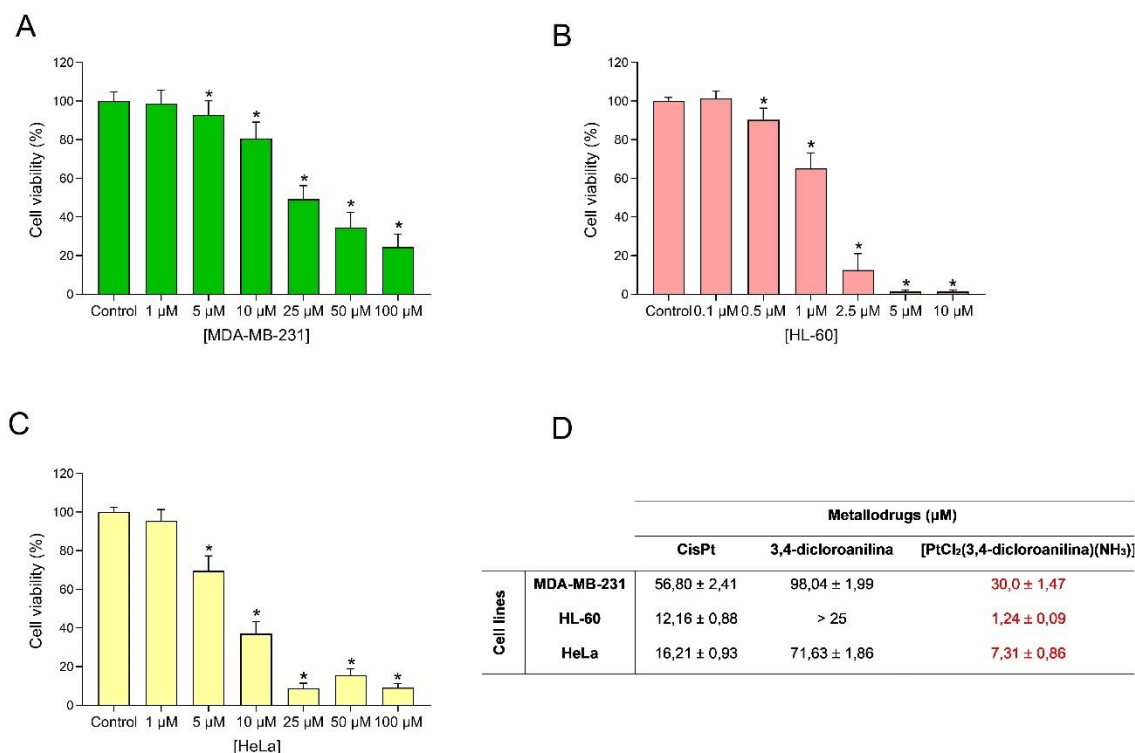 A
120
100
80
60
40
20
0
Cell viability (%)
* * * * *
Control 1 µM 5 µM 10 µM 25 µM 50 µM 100 µM
[MDA-MB-231]
B
120
100
80
60
40
20
0
Cell viability (%)
* * * * *
Control 0.1 µM 0.5 µM 1 µM 2.5 µM 5 µM 10 µM
[HL-60]
C
120
100
80
60
40
20
0
Cell viability (%)
* * * * *
Control 1 µM 5 µM 10 µM 25 µM 50 µM 100 µM
[HeLa]
D
Metallodrugs (µM)
CisPt 3,4-dicloroanilina [PtCl₂(3,4-dicloroanilina)(NH₃)]
Cell lines
MDA-MB-231 56,80 ± 2,41 98,04 ± 1,99 30,0 ± 1,47
HL-60 12,16 ± 0,88 > 25 1,24 ± 0,09
HeLa 16,21 ± 0,93 71,63 ± 1,86 7,31 ± 0,86